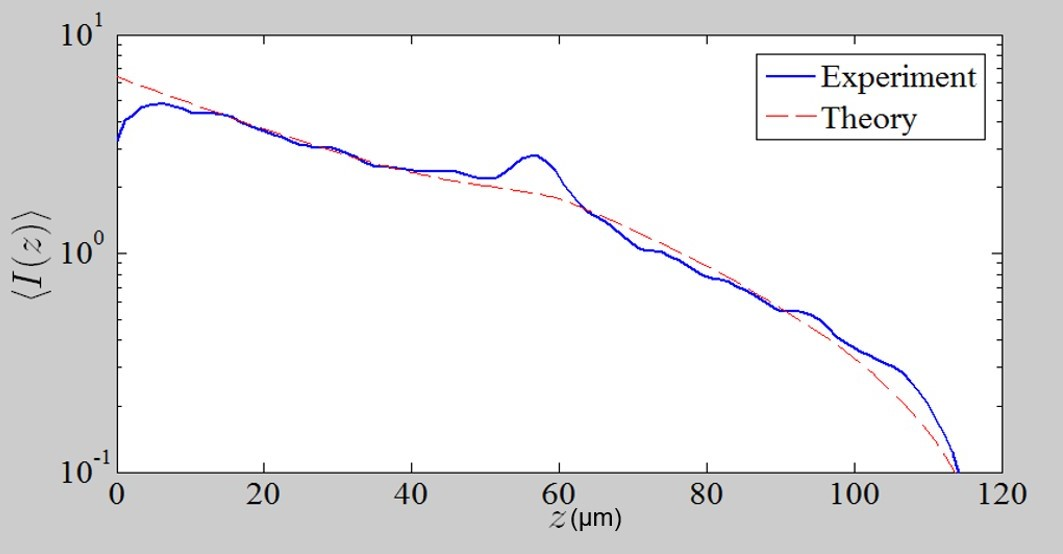 10^1
Experiment
Theory
10^0
⟨I(z)⟩
10^-1
0 20 40 60 80 100 120
z (μm)